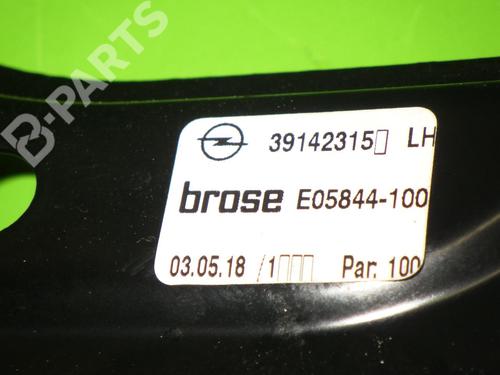 B-PARTS
39142315▯ LH
brose E05844-100
03.05.18 /1▯▯▯ Par. 100